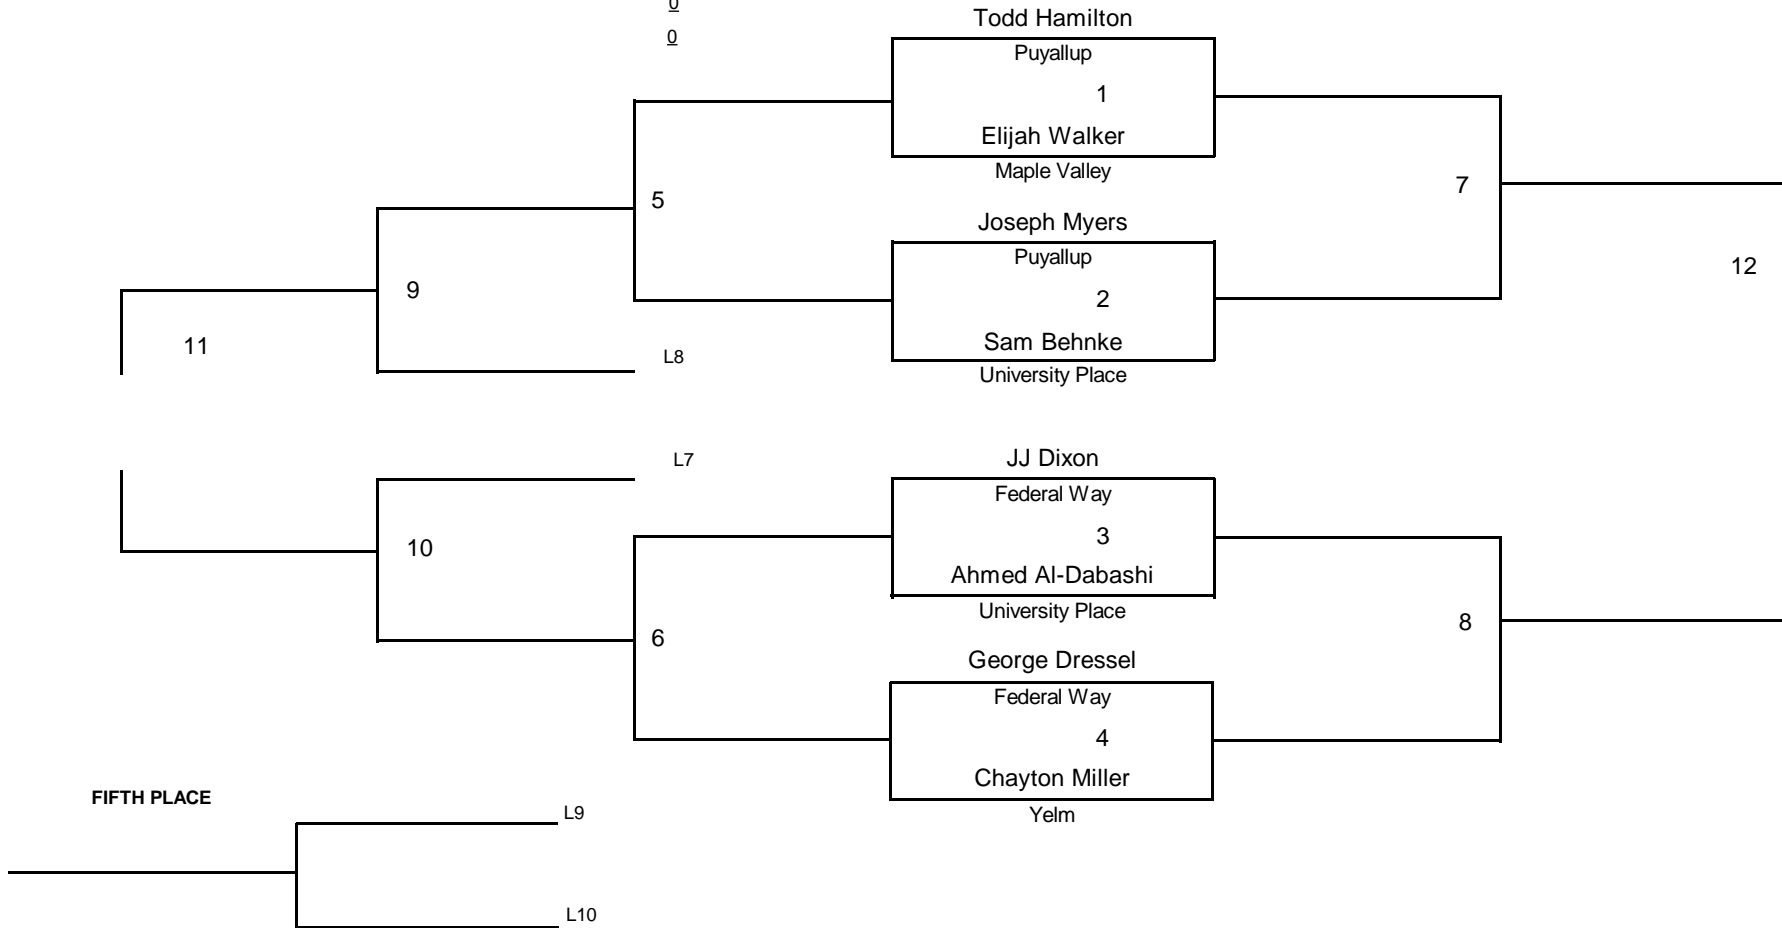 0
0
Todd Hamilton
Puyallup
1
Elijah Walker
Maple Valley
5
7
Joseph Myers
Puyallup
9
2
12
11
Sam Behnke
L8
University Place
L7
JJ Dixon
Federal Way
10
3
Ahmed Al-Dabashi
University Place
6
8
George Dressel
Federal Way
4
Chayton Miller
FIFTH PLACE
L9
Yelm
L10